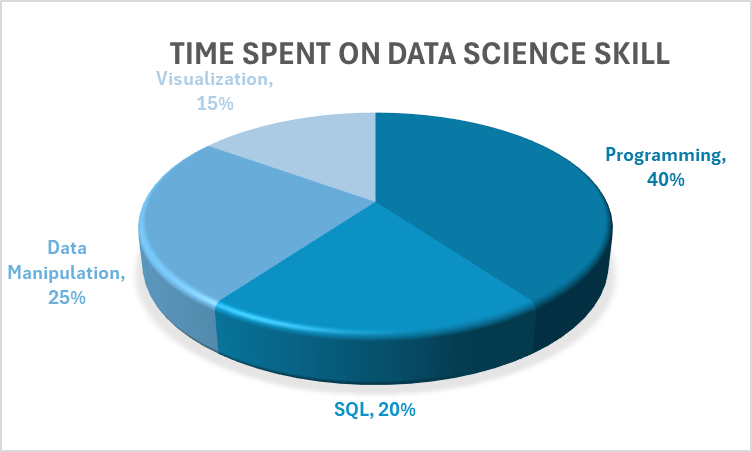 TIME SPENT ON DATA SCIENCE SKILL
Visualization,
15%
Programming,
40%
Data
Manipulation,
25%
SQL, 20%